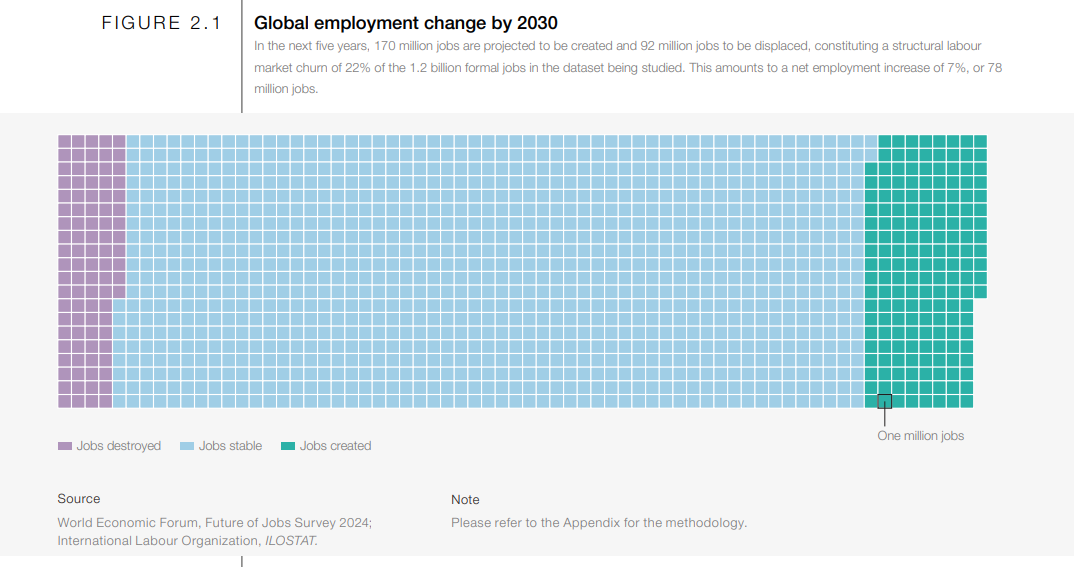 FIGURE 2.1
Global employment change by 2030
In the next five years, 170 million jobs are projected to be created and 92 million jobs to be displaced, constituting a structural labour
market churn of 22% of the 1.2 billion formal jobs in the dataset being studied. This amounts to a net employment increase of 7%, or 78
million jobs.
One million jobs
Jobs destroyed
Jobs stable
Jobs created
Source
World Economic Forum, Future of Jobs Survey 2024;
International Labour Organization, ILOSTAT.
Note
Please refer to the Appendix for the methodology.